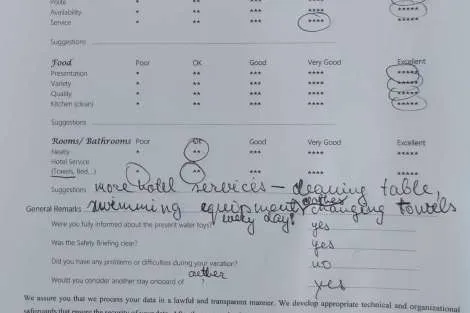 Polite
Availability * ** *** **** *****
Service * ** *** **** *****
Suggestions
Food Poor OK Good Very Good Excellent
Presentation * ** *** **** *****
Variety * ** *** **** *****
Quality * ** *** **** *****
Kitchen (clean) * ** *** **** *****
Suggestions
Rooms/ Bathrooms Poor OK Good Very Good Excellent
Neatly ** *** **** *****
Hotel Service
(Towels, Bed...) * ** *** **** *****
Suggestions more hotel services – cleaning table,
General Remarks swimming equipment, changing towels
every day!
Were you fully informed about the present water toys? yes
Was the Safety Briefing clear? yes
Did you have any problems or difficulties during your vacation? no
Would you consider another stay onboard of aether ? yes
We assure you that we process your data in a lawful and transparent manner. We develop appropriate technical and organizational